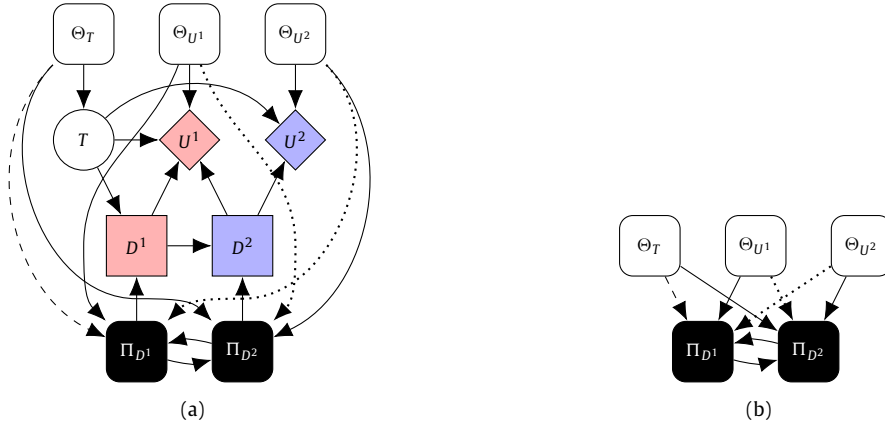 Θ_T Θ_{U^1} Θ_{U^2}
T U^1 U^2
D^1 D^2
Π_{D^1} Π_{D^2}
(a)
Θ_T Θ_{U^1} Θ_{U^2}
Π_{D^1} Π_{D^2}
(b)